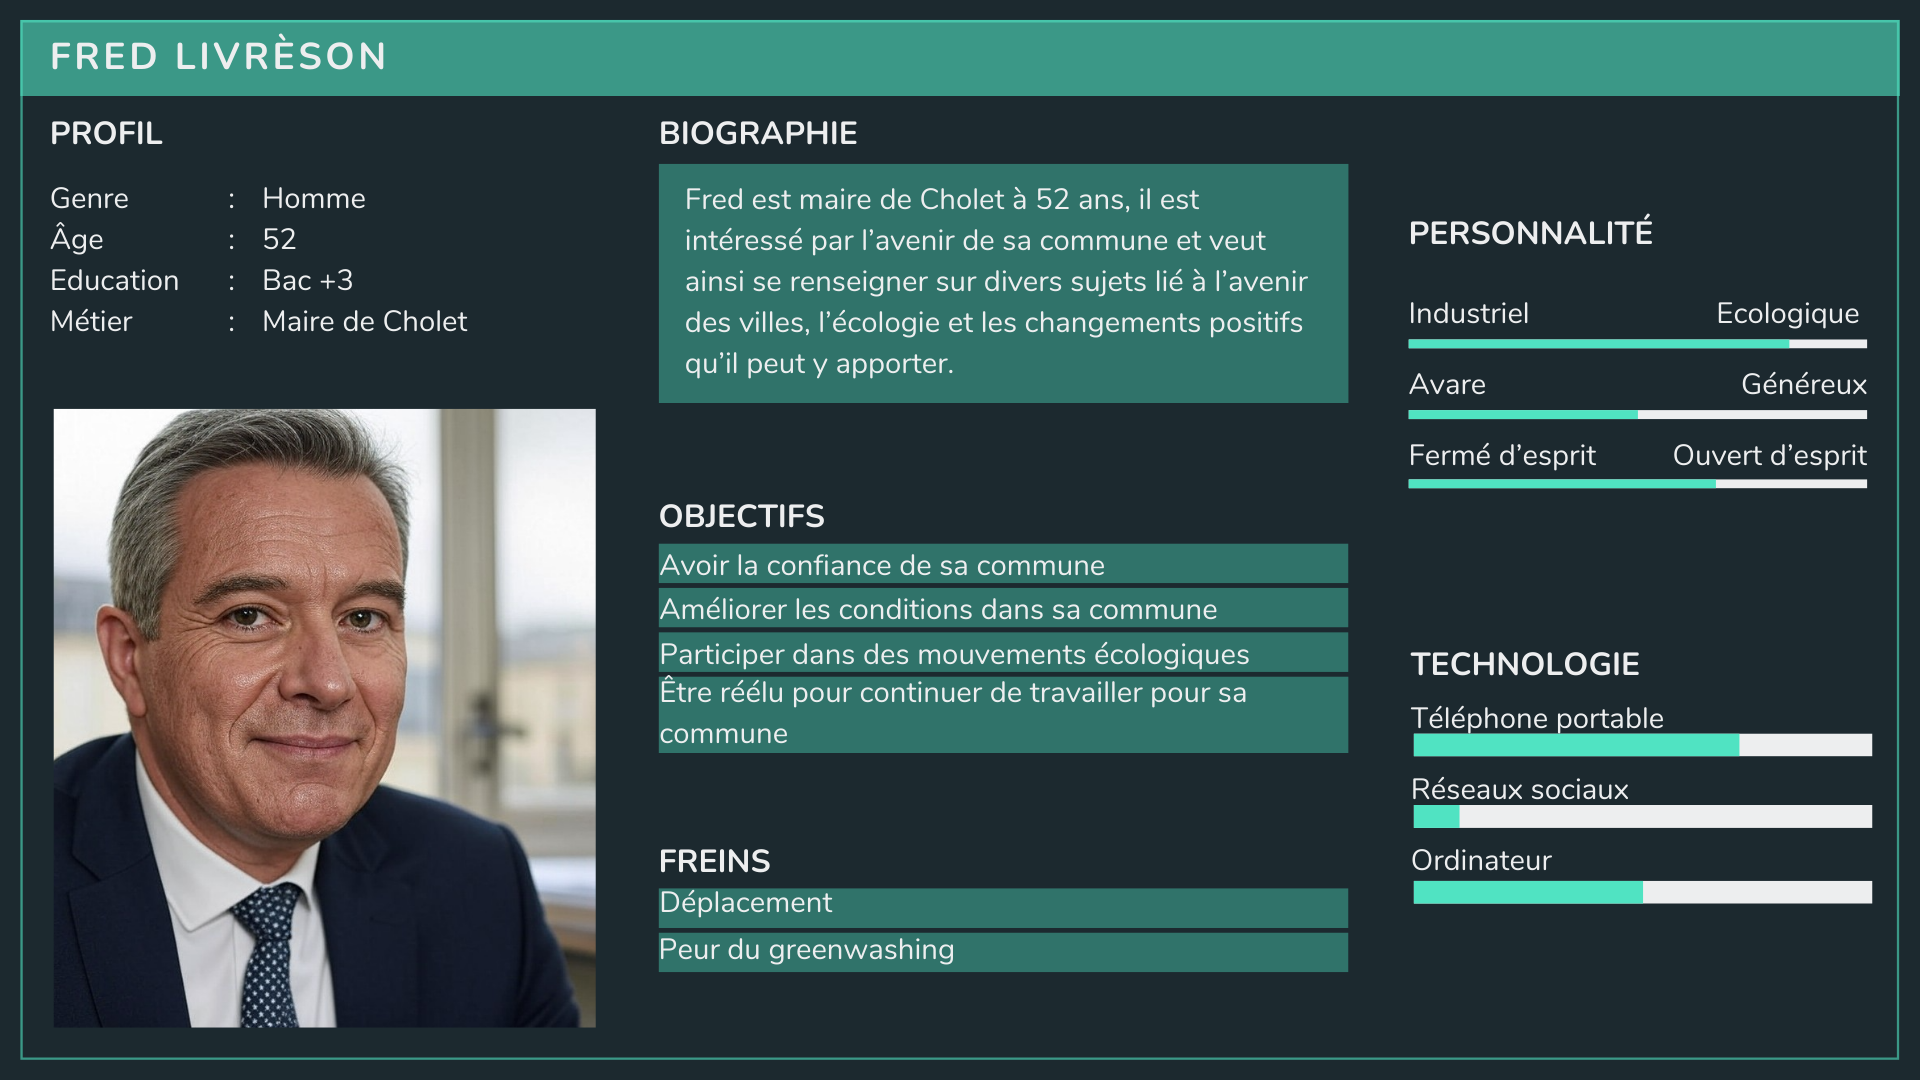 FRED LIVRÈSON
PROFIL
Genre : Homme
Âge : 52
Education : Bac +3
Métier : Maire de Cholet
BIOGRAPHIE
Fred est maire de Cholet à 52 ans, il est
intéressé par l’avenir de sa commune et veut
ainsi se renseigner sur divers sujets lié à l’avenir
des villes, l’écologie et les changements positifs
qu’il peut y apporter.
OBJECTIFS
Avoir la confiance de sa commune
Améliorer les conditions dans sa commune
Participer dans des mouvements écologiques
Être réélu pour continuer de travailler pour sa
commune
FREINS
Déplacement
Peur du greenwashing
PERSONNALITÉ
Industriel Ecologique
Avare Généreux
Fermé d’esprit Ouvert d’esprit
TECHNOLOGIE
Téléphone portable
Réseaux sociaux
Ordinateur